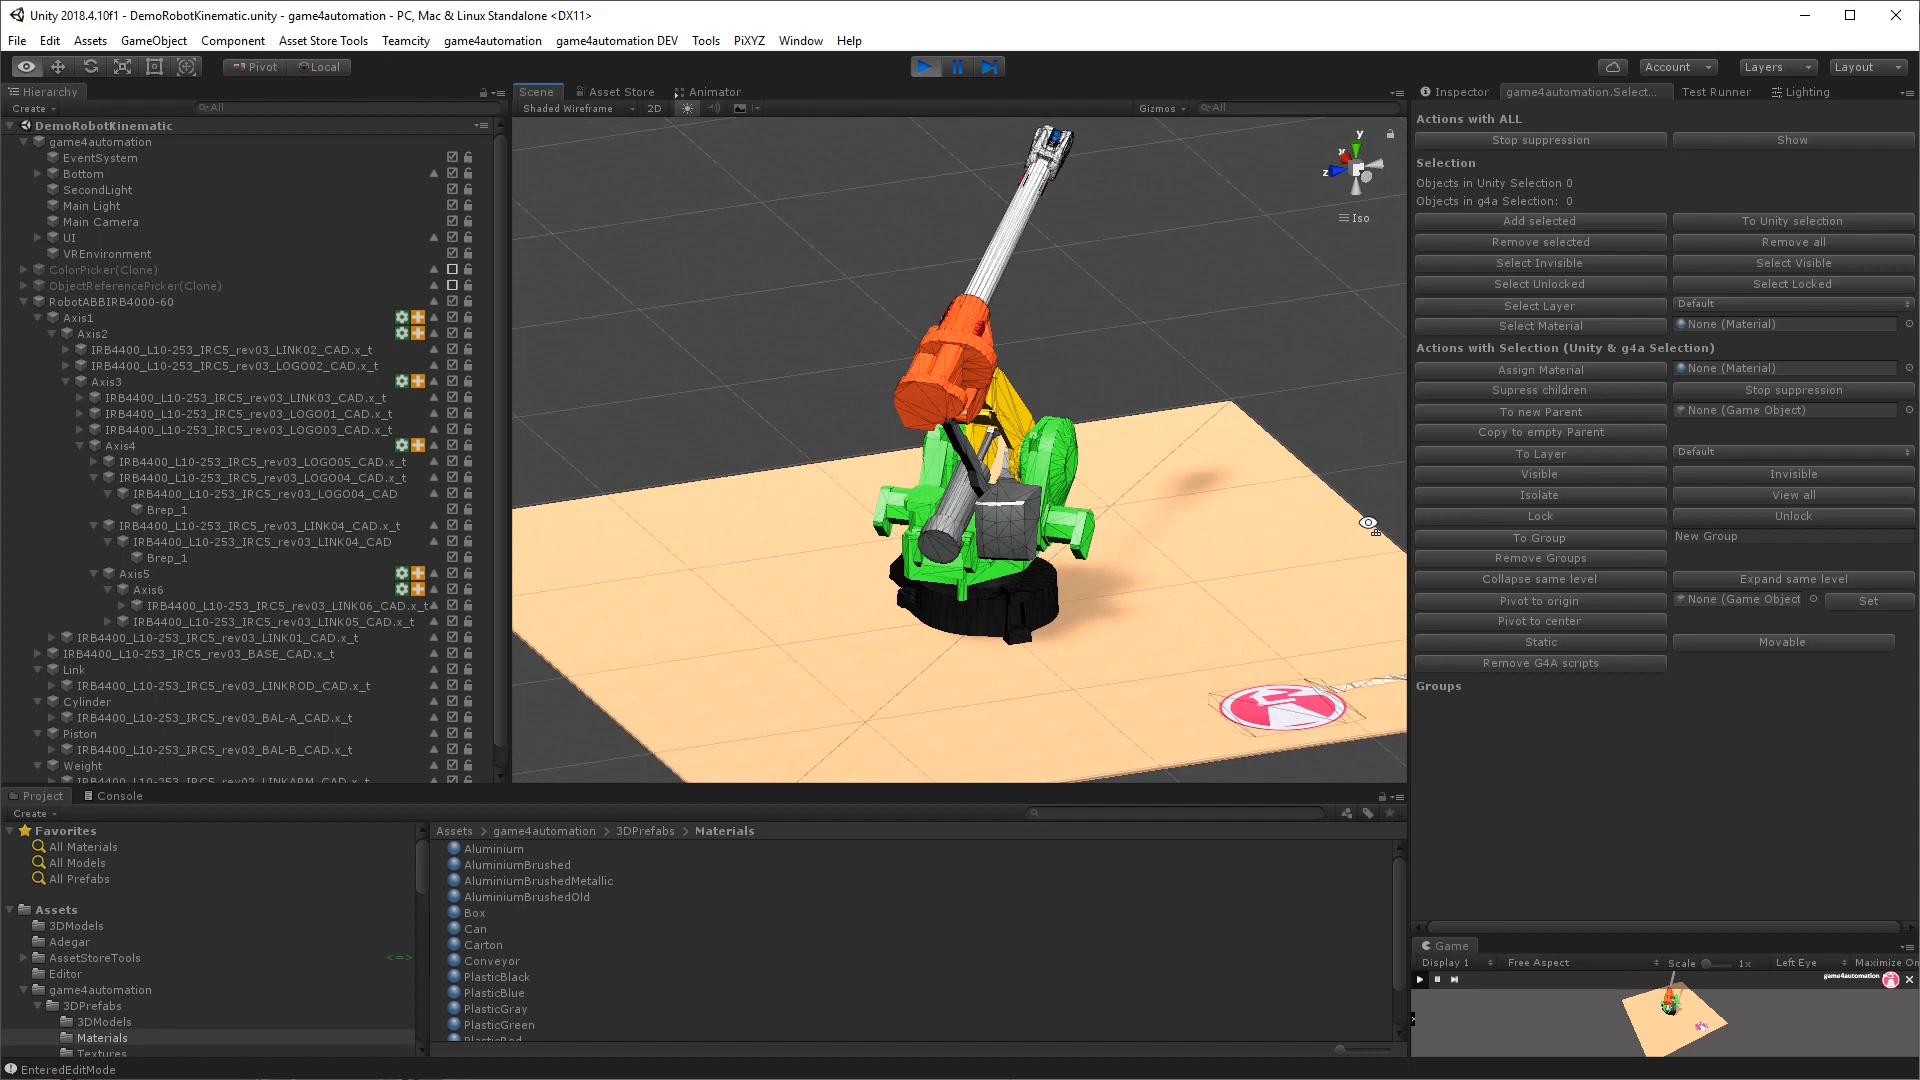 Unity 2018.4.10f1 - DemoRobotKinematic.unity - game4automation - PC, Mac & Linux Standalone <DX11>
File Edit Assets GameObject Component Asset Store Tools Teamcity game4automation game4automation DEV Tools PiXYZ Window Help
Pivot Local Account Layers Layout
Hierarchy
Create All
DemoRobotKinematic
game4automation
EventSystem
Bottom
SecondLight
Main Light
Main Camera
UI
VREnvironment
ColorPicker(Clone)
ObjectReferencePicker(Clone)
RobotABBIRB4000-60
Axis1
Axis2
IRB4400_L10-253_IRC5_rev03_LINK02_CAD.x_t
IRB4400_L10-253_IRC5_rev03_LOGO02_CAD.x_t
Axis3
IRB4400_L10-253_IRC5_rev03_LINK03_CAD.x_t
IRB4400_L10-253_IRC5_rev03_LOGO01_CAD.x_t
IRB4400_L10-253_IRC5_rev03_LOGO03_CAD.x_t
Axis4
IRB4400_L10-253_IRC5_rev03_LOGO05_CAD.x_t
IRB4400_L10-253_IRC5_rev03_LOGO04_CAD.x_t
IRB4400_L10-253_IRC5_rev03_LOGO04_CAD
Brep_1
IRB4400_L10-253_IRC5_rev03_LINK04_CAD.x_t
IRB4400_L10-253_IRC5_rev03_LINK04_CAD
Brep_1
Axis5
Axis6
IRB4400_L10-253_IRC5_rev03_LINK06_CAD.x_t
IRB4400_L10-253_IRC5_rev03_LINK05_CAD.x_t
IRB4400_L10-253_IRC5_rev03_LINK01_CAD.x_t
IRB4400_L10-253_IRC5_rev03_BASE_CAD.x_t
Link
IRB4400_L10-253_IRC5_rev03_LINKROD_CAD.x_t
Cylinder
IRB4400_L10-253_IRC5_rev03_BAL-A_CAD.x_t
Piston
IRB4400_L10-253_IRC5_rev03_BAL-B_CAD.x_t
Weight
IRB4400_L10-253_IRC5_rev03_LINKARM_CAD.x_t
Scene Asset Store Animator
Shaded Wireframe 2D Gizmos All
y
x
z
Iso
Inspector game4automation.Select... Test Runner Lighting
Actions with ALL
Stop suppression Show
Selection
Objects in Unity Selection 0
Objects in g4a Selection: 0
Add selected To Unity selection
Remove selected Remove all
Select Invisible Select Visible
Select Unlocked Select Locked
Select Layer Default
Select Material None (Material)
Actions with Selection (Unity & g4a Selection)
Assign Material None (Material)
Supress children Stop suppression
To new Parent None (Game Object)
Copy to empty Parent
To Layer Default
Visible Invisible
Isolate View all
Lock Unlock
To Group New Group
Remove Groups
Collapse same level Expand same level
Pivot to origin None (Game Object Set
Pivot to center
Static Movable
Remove G4A scripts
Groups
Project Console
Create
Favorites
All Materials
All Models
All Prefabs
Assets
3DModels
Adegar
AssetStoreTools <=>
Editor
game4automation
3DPrefabs
3DModels
Materials
Textures
Assets > game4automation > 3DPrefabs > Materials
Aluminium
AluminiumBrushed
AluminiumBrushedMetallic
AluminiumBrushedOld
Box
Can
Carton
Conveyor
PlasticBlack
PlasticBlue
PlasticGray
PlasticGreen
PlasticRed
Game
Display 1 Free Aspect Scale 1x Left Eye Maximize On
game4automation
EnteredEditMode